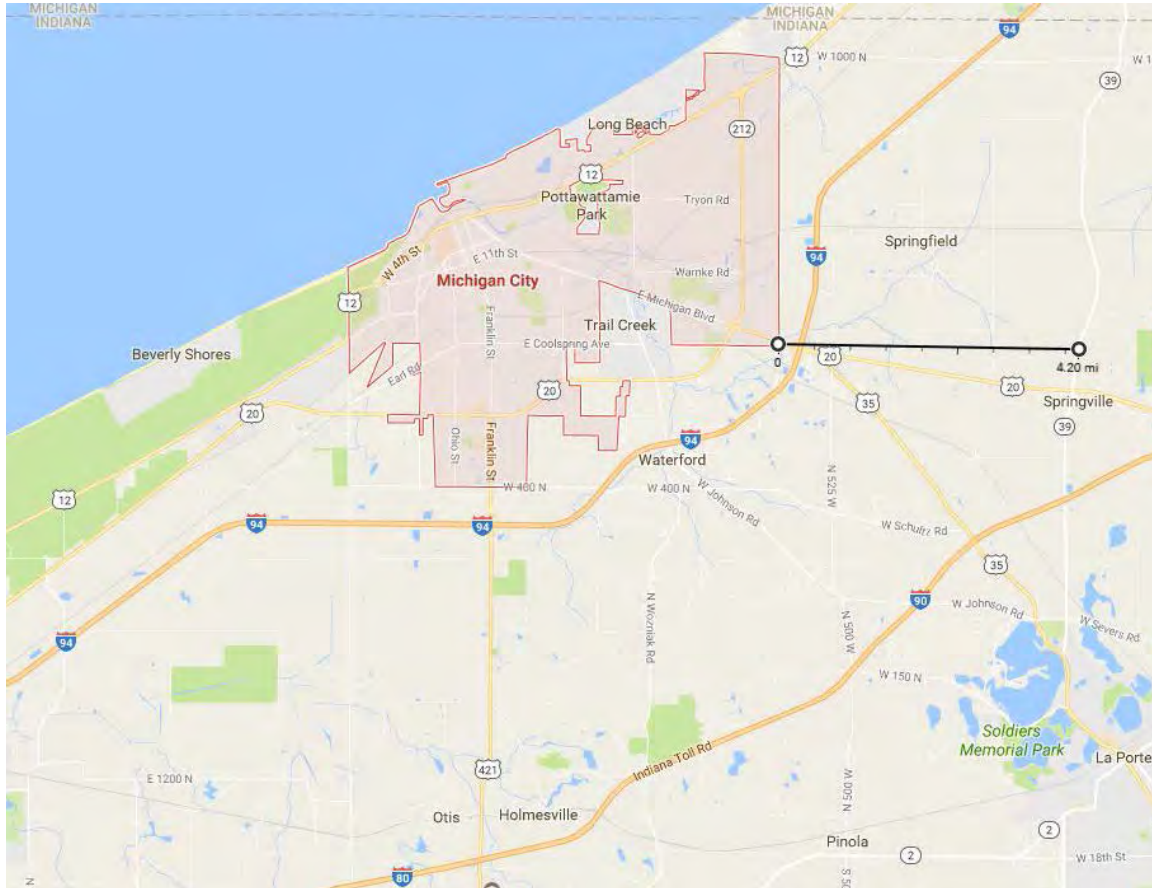 MICHIGAN
INDIANA
MICHIGAN
INDIANA
94
12
W 1000 N
W 1
39
Long Beach
212
12
Pottawattamie
Park
Tryon Rd
W 4th St
E 11th St
Springfield
94
Michigan City
Warnke Rd
12
Franklin St
E Michigan Blvd
Trail Creek
Beverly Shores
E Coolspring Ave
0
20
4.20 mi
Earl Rd
20
20
35
Springville
20
39
Ohio St
Franklin St
94
Waterford
N 525 W
12
W 400 N
W 400 N
W Johnson Rd
94
94
W Schultz Rd
35
N Wozniak Rd
90
W Johnson Rd
W Severs Rd
94
N 500 W
W 150 N
Soldiers
Memorial Park
Indiana Toll Rd
La Porte
421
E 1200 N
Otis
Holmesville
Pinola
2
2
W 18th St
80
N